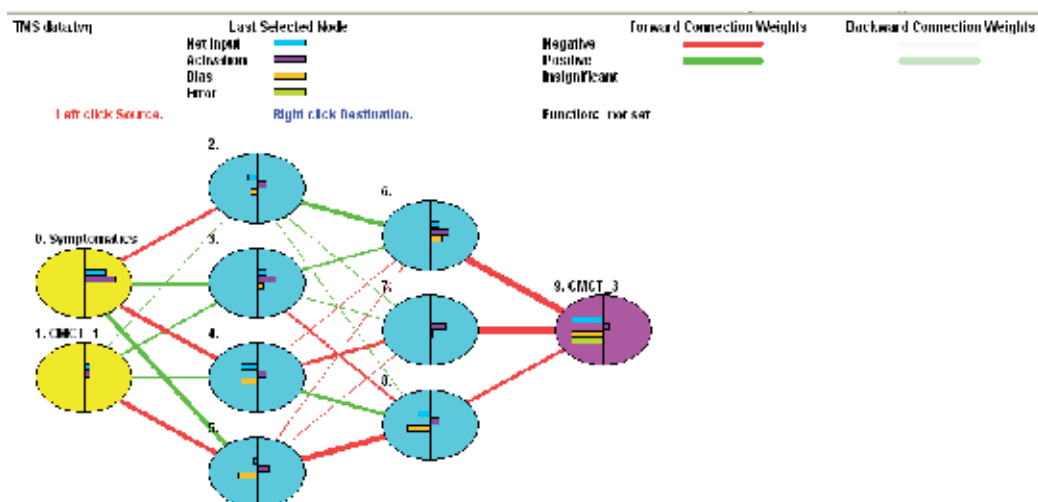 TMS data.tvq
Last Selected Node
Forward Connection Weights
Backward Connection Weights
Net Input
Activation
Bias
Error
Negative
Positive
Insignificant
Left click Source.
Right click Destination.
Function: not set
2.
0. Symptomatics
3.
6.
1. CMCT_1
4.
7.
9. CMCT_3
5.
8.